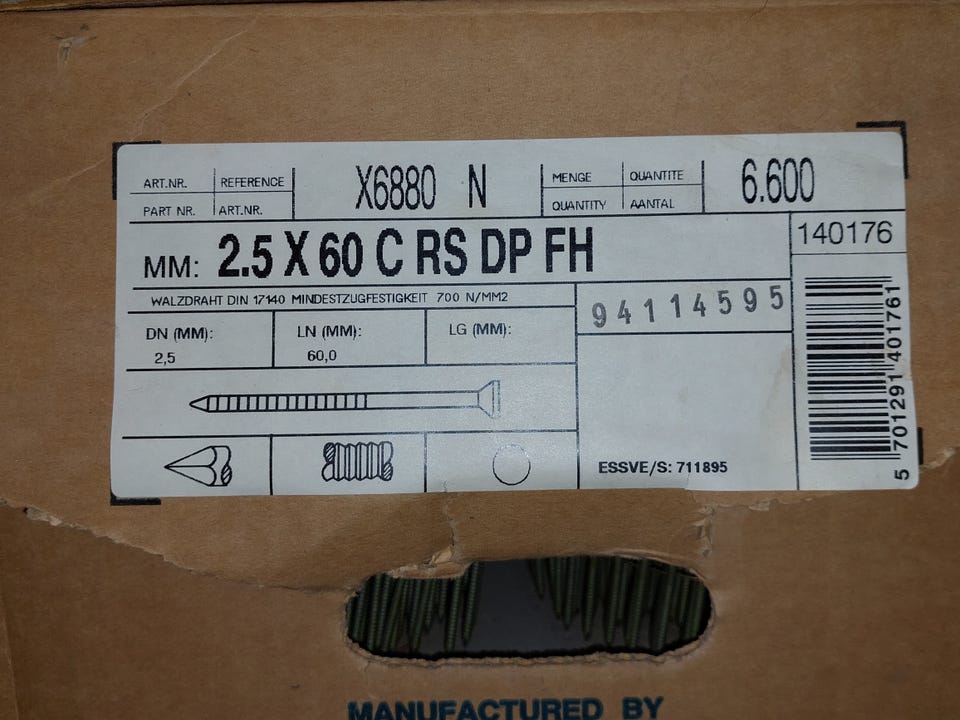 ART.NR. REFERENCE X6880 N MENGE QUANTITE 6.600
PART NR. ART.NR. QUANTITY AANTAL
MM: 2.5 X 60 C RS DP FH
140176
WALZDRAHT DIN 17140 MINDESTZUGFESTIGKEIT 700 N/MM2
94114595
DN (MM): LN (MM): LG (MM):
2,5 60,0
ESSVE/S: 711895
5 701291 401761
MANUFACTURED BY